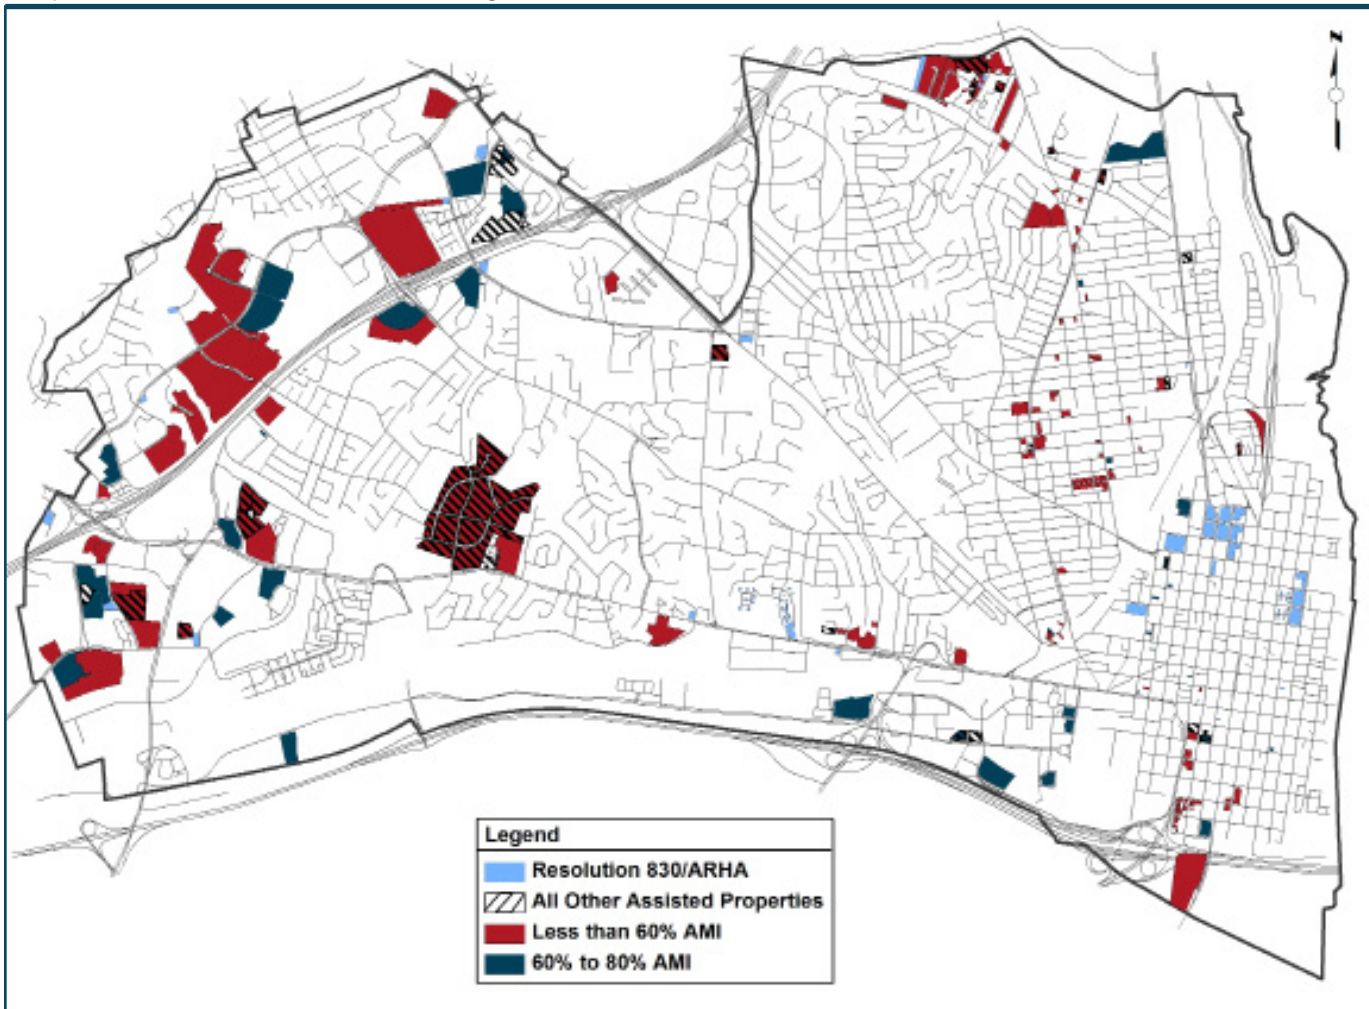 N
Legend
Resolution 830/ARHA
All Other Assisted Properties
Less than 60% AMI
60% to 80% AMI